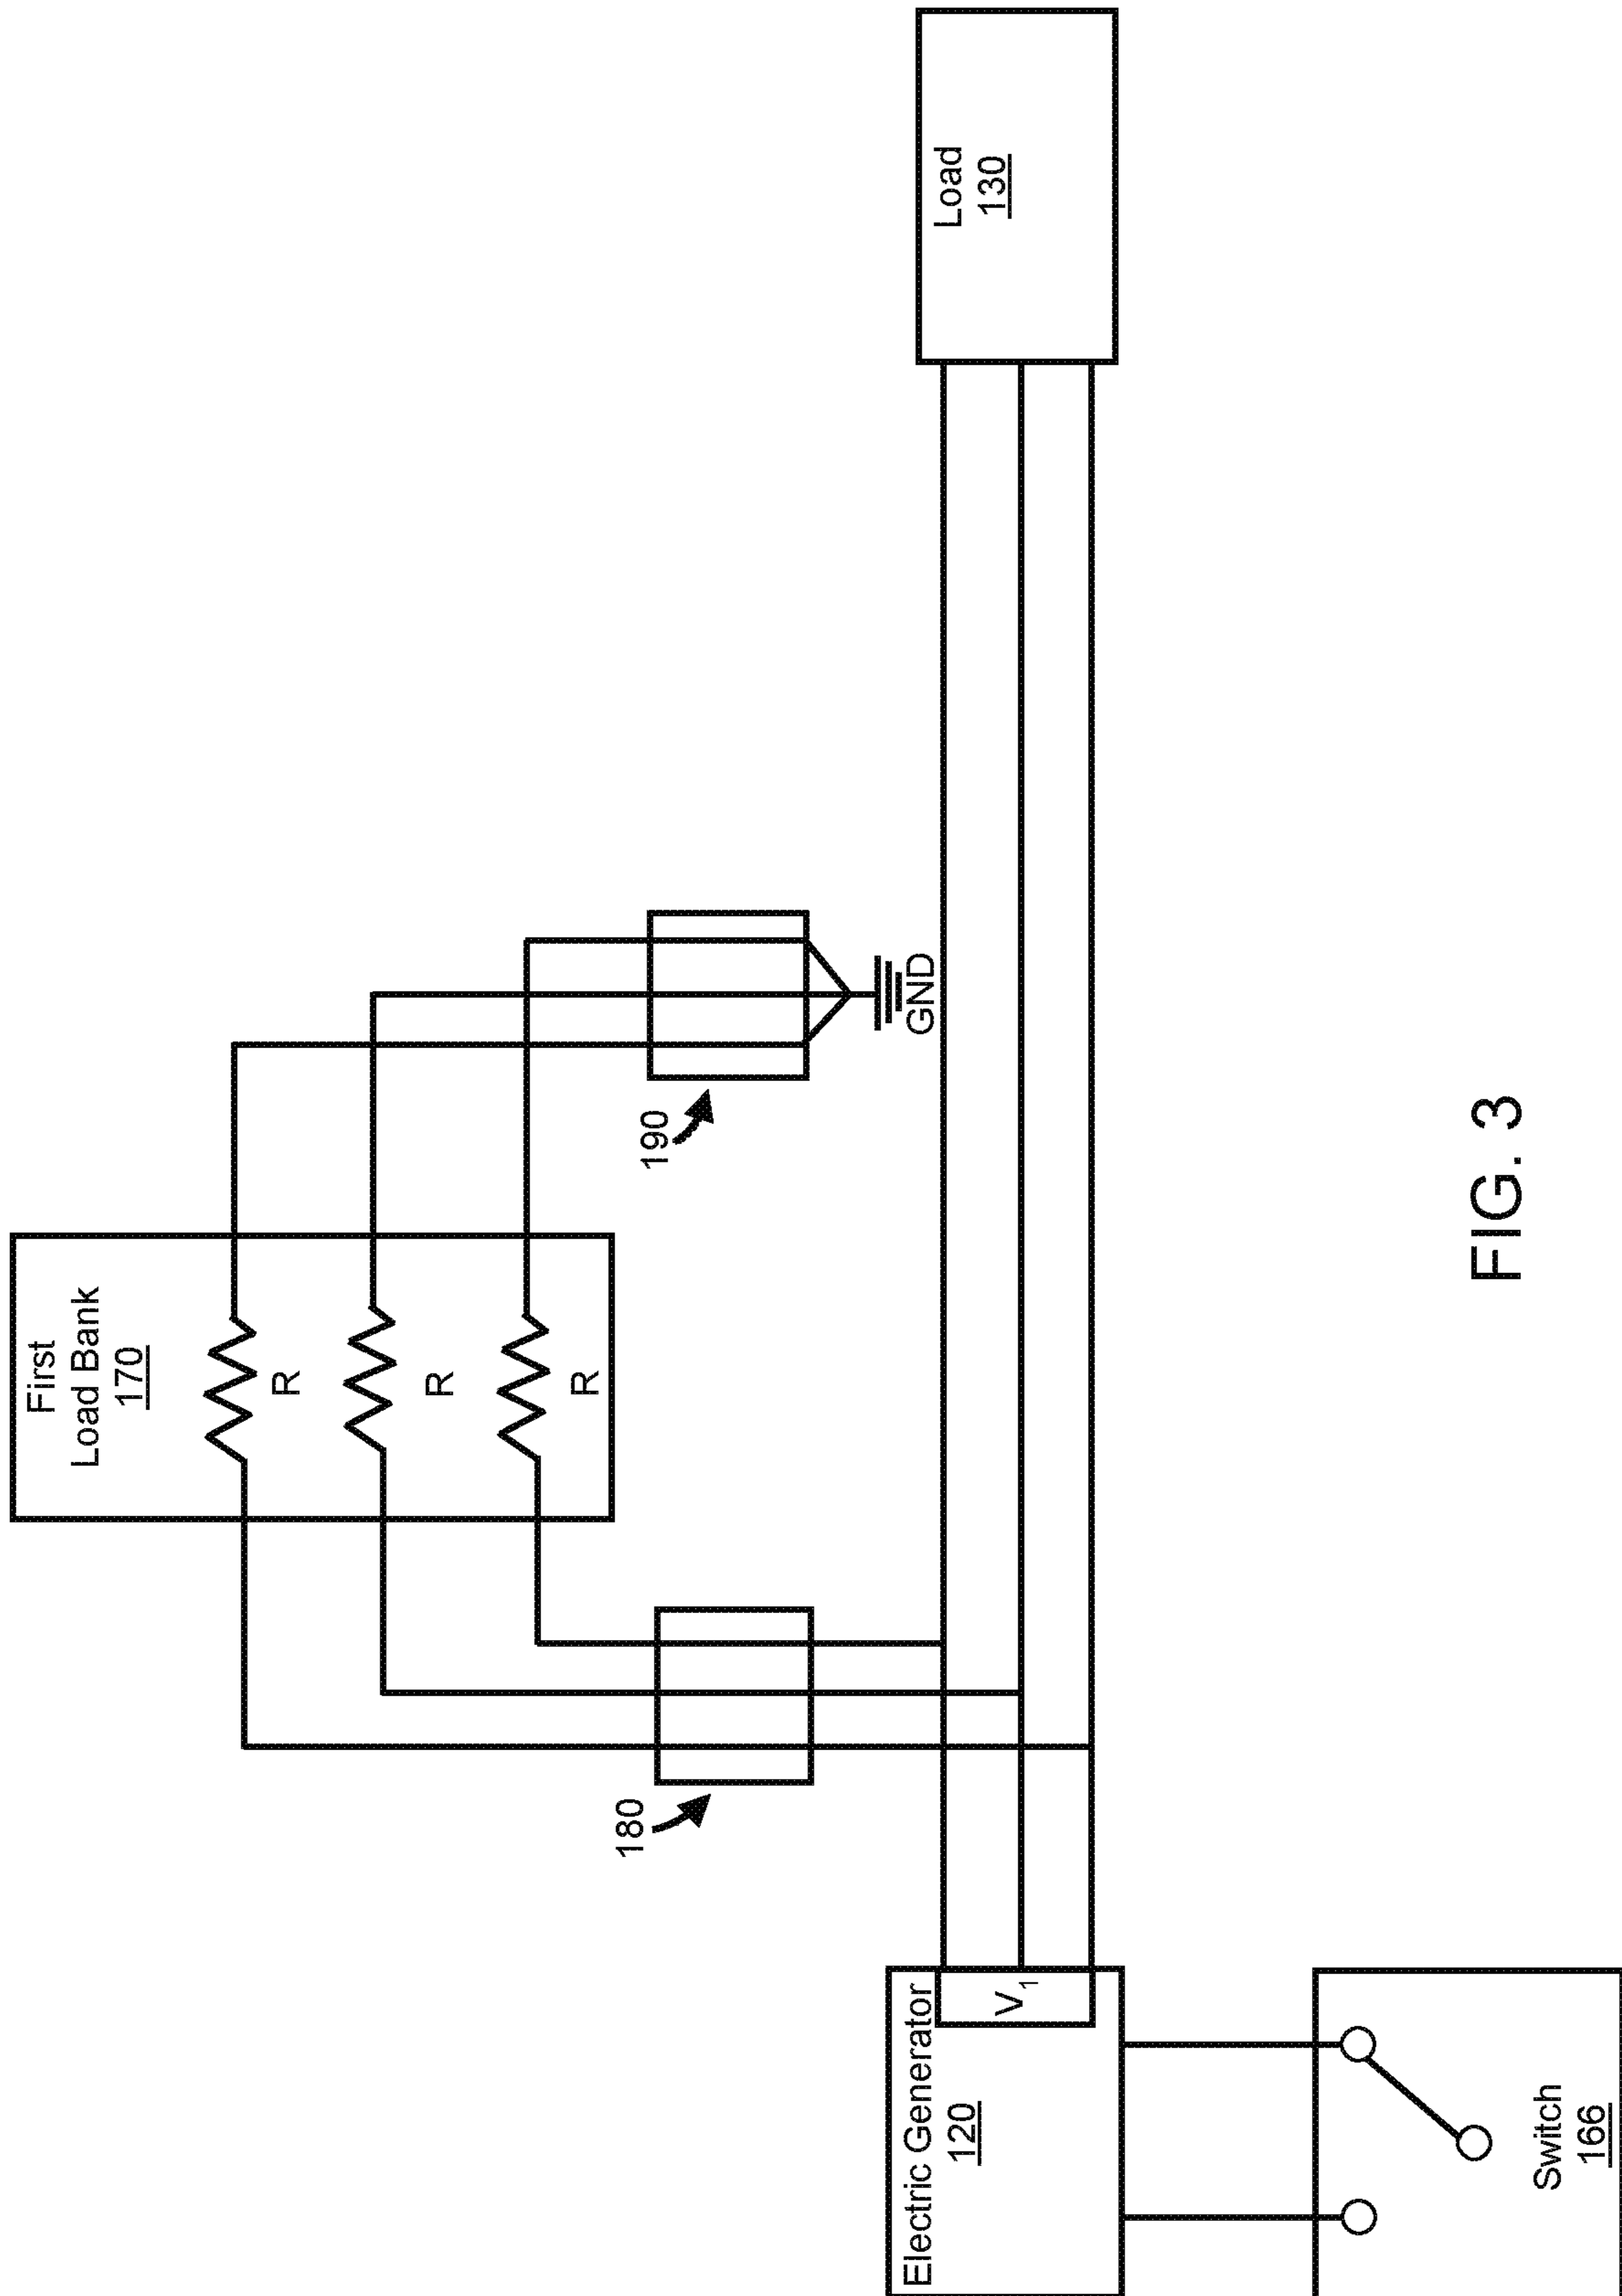 First
Load Bank
170
R
R
R
180
190
GND
Electric Generator
120
V1
Load
130
Switch
166
FIG. 3